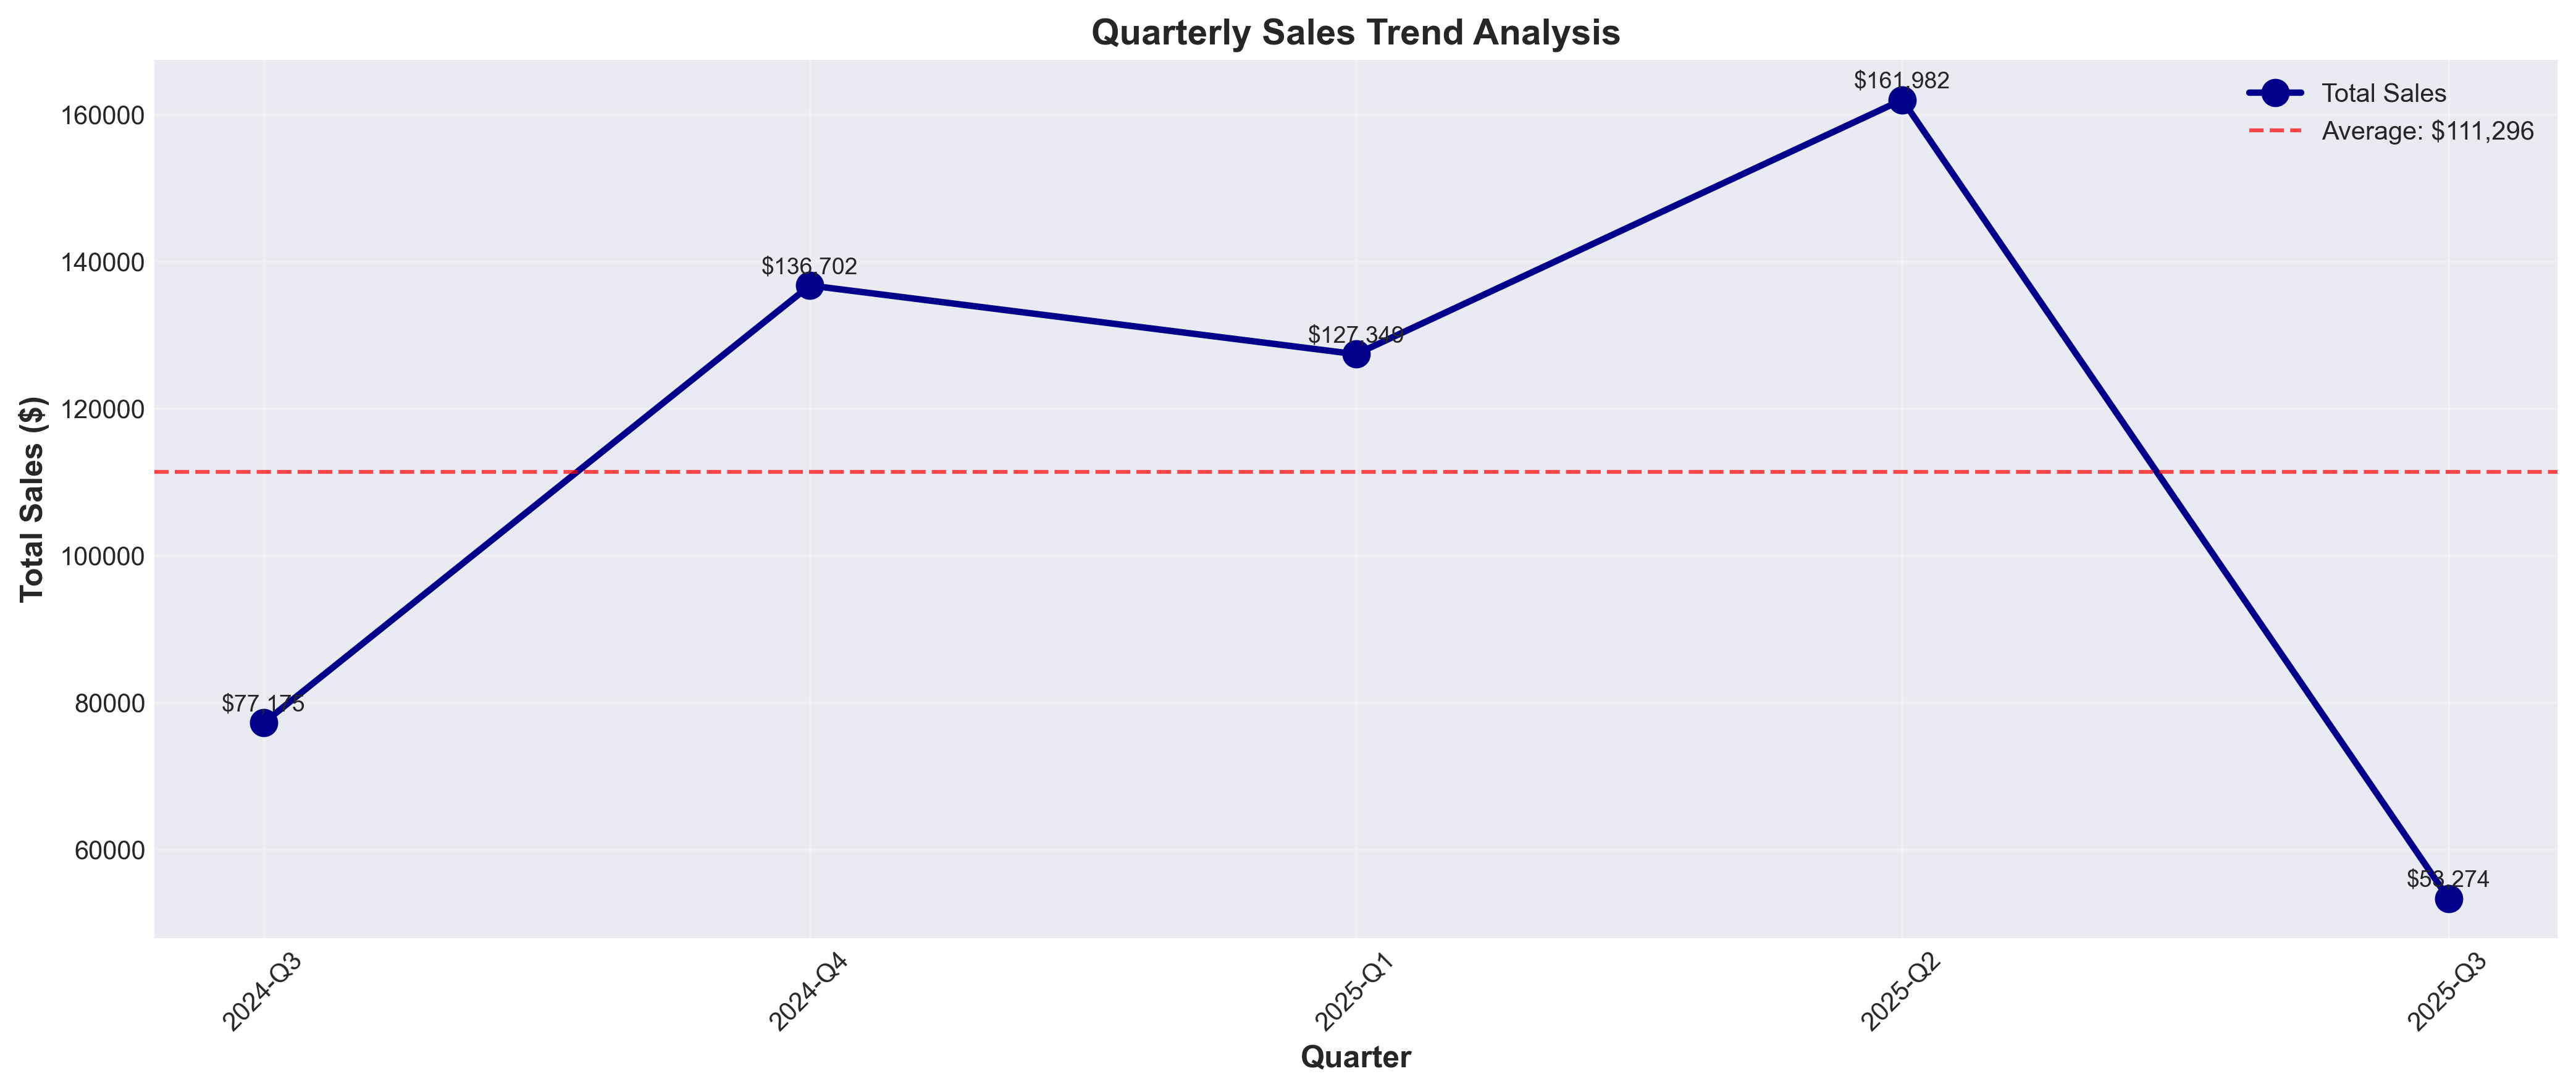 Quarterly Sales Trend Analysis
Total Sales
Average: $111,296
Total Sales ($)
160000
140000
120000
100000
80000
60000
$77,175
$136,702
$127,349
$161,982
$53,274
2024-Q3
2024-Q4
2025-Q1
2025-Q2
2025-Q3
Quarter